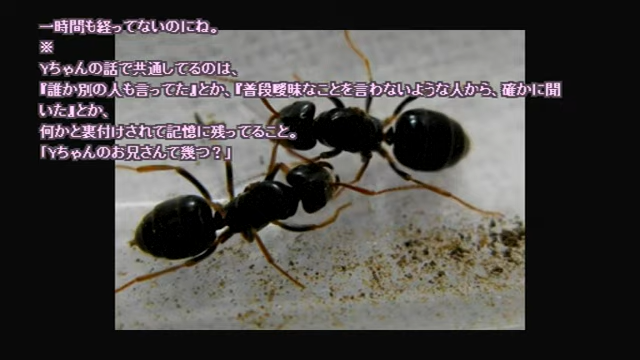 一時間も経ってないのにね。
※
Yちゃんの話で共通してるのは、
『誰か別の人も言ってた』とか、『普段曖昧なことを言わないような人から、確かに聞
いた』とか、
何かと裏付けされて記憶に残ってること。
「Yちゃんのお兄さんて幾つ？」